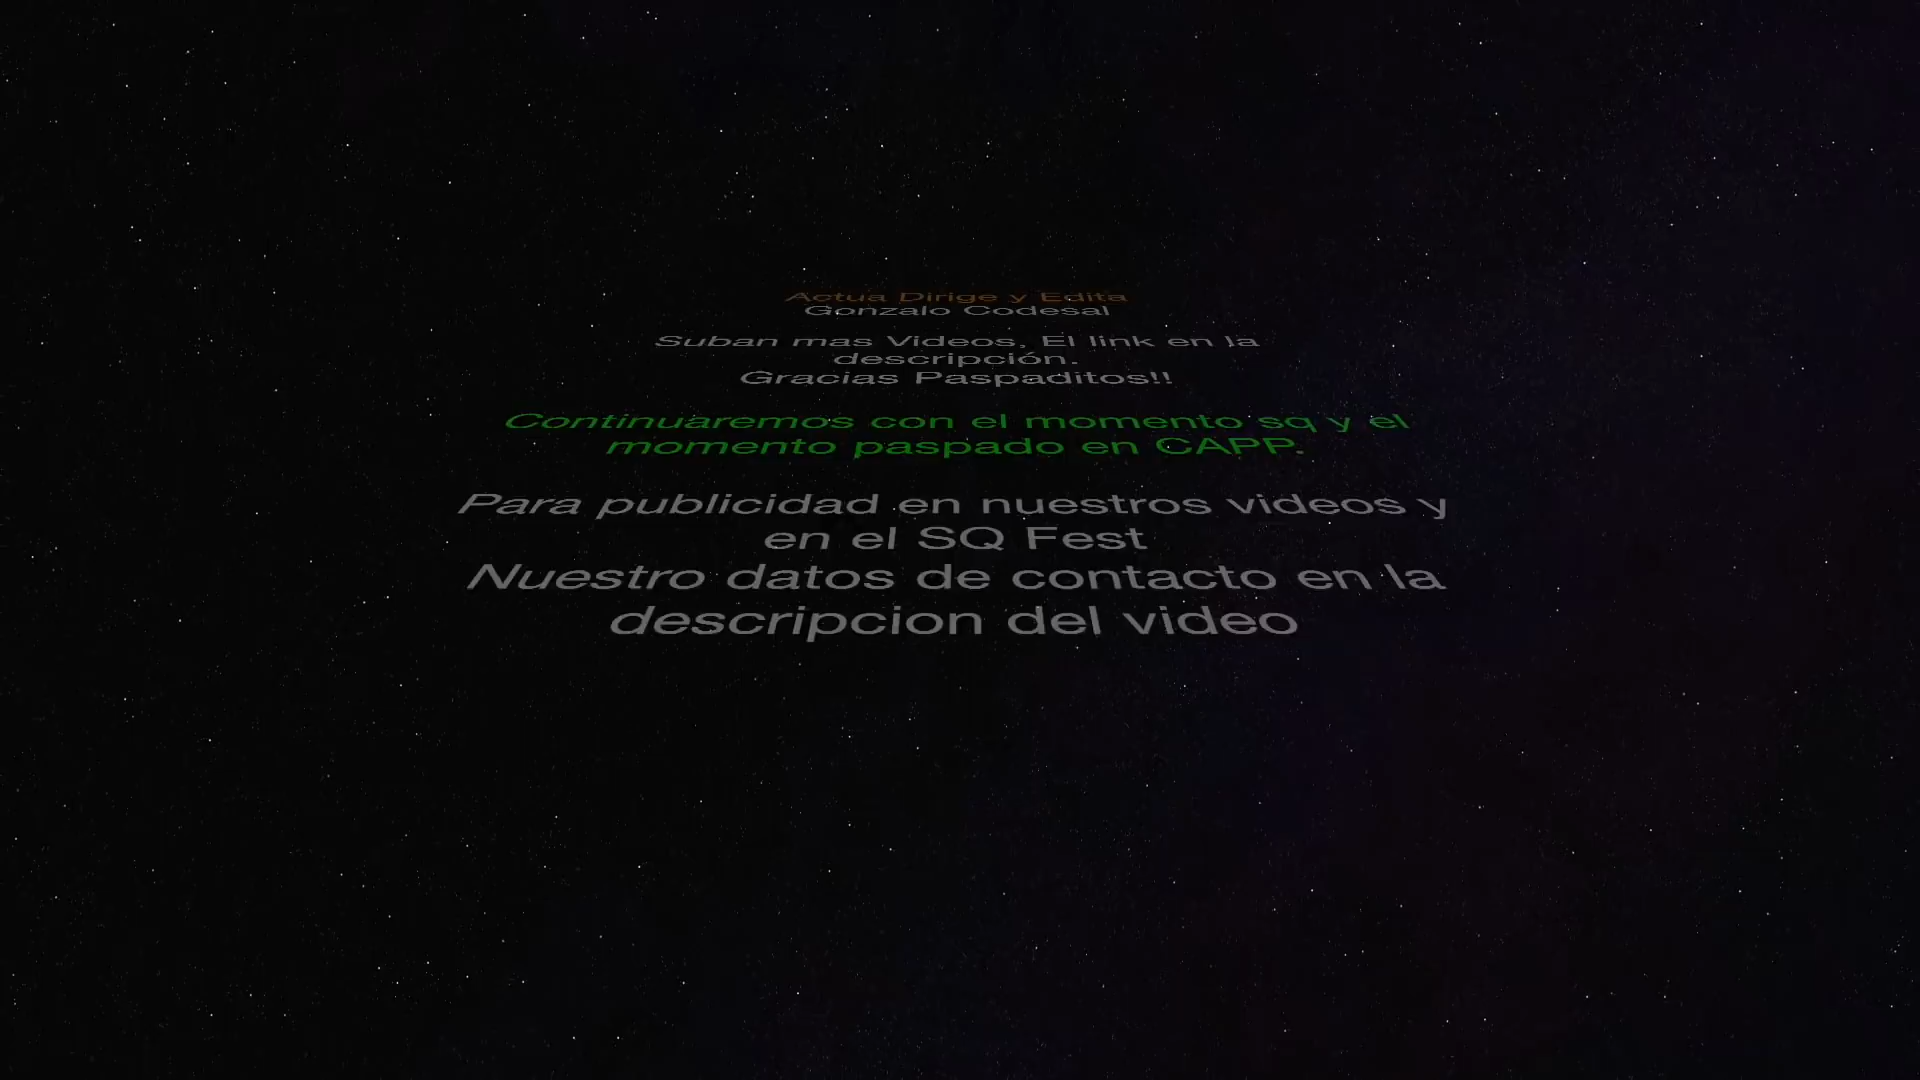 Actua Dirige y Edita
Gonzalo Codesal
Suban mas Videos, El link en la
descripción.
Gracias Paspaditos!!
Continuaremos con el momento sq y el
momento paspado en CAPP.
Para publicidad en nuestros videos y
en el SQ Fest
Nuestro datos de contacto en la
descripcion del video